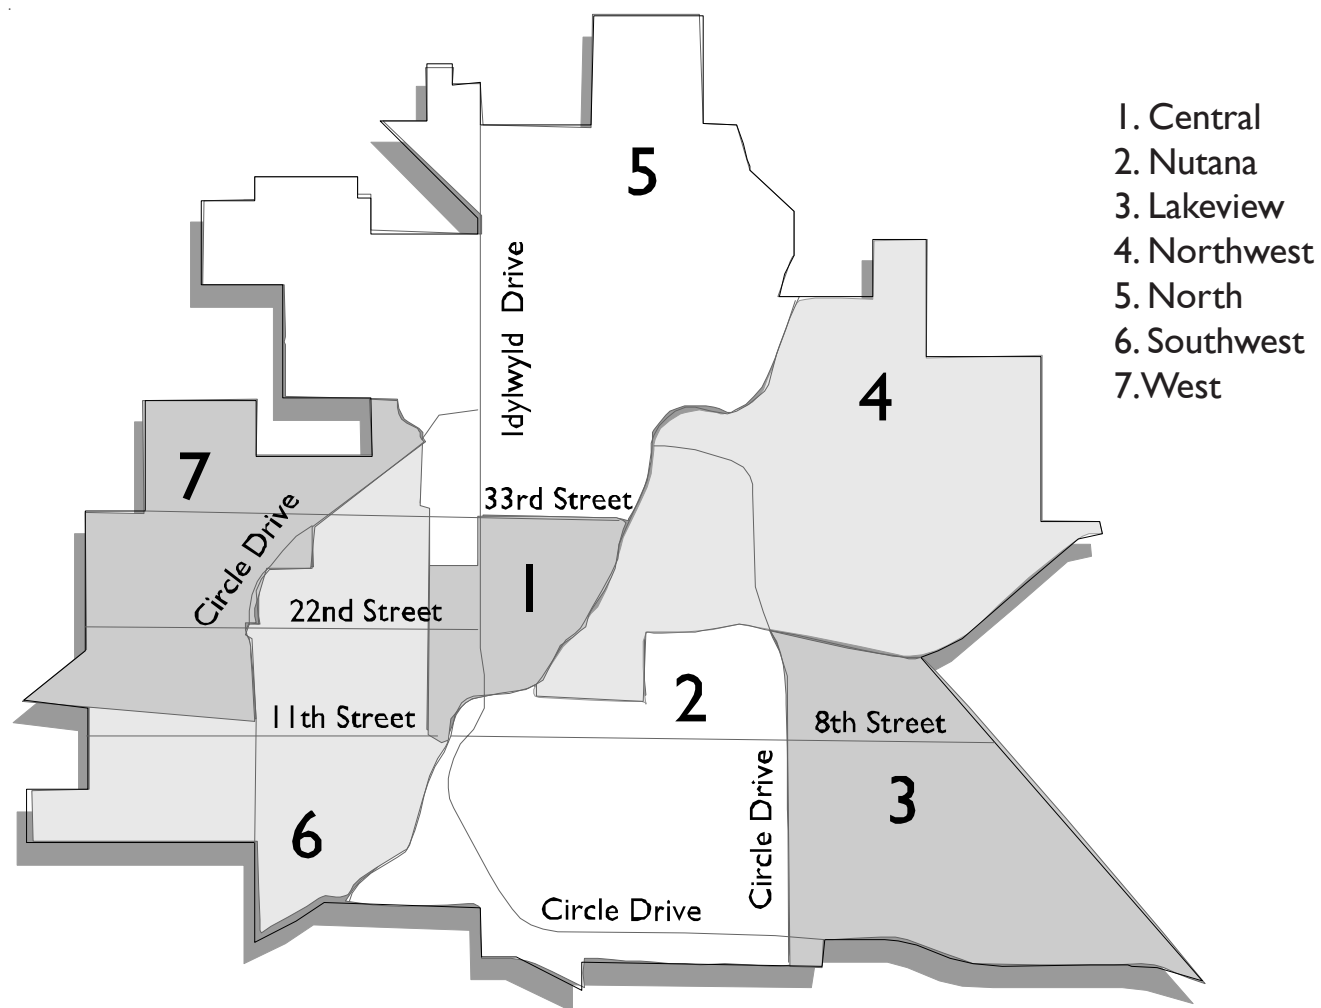 1. Central
2. Nutana
3. Lakeview
4. Northwest
5. North
6. Southwest
7.West
5
Idylwyld Drive
4
7
33rd Street
Circle Drive
1
22nd Street
2
11th Street
8th Street
Circle Drive
3
6
Circle Drive